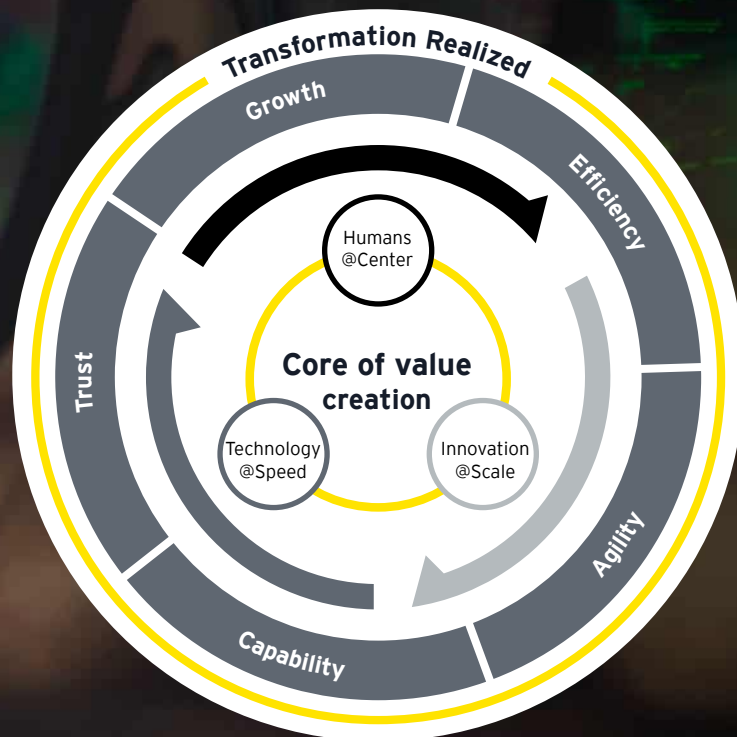 Transformation Realized
Growth
Efficiency
Humans
@Center
Trust
Core of value
creation
Technology
@Speed
Innovation
@Scale
Agility
Capability